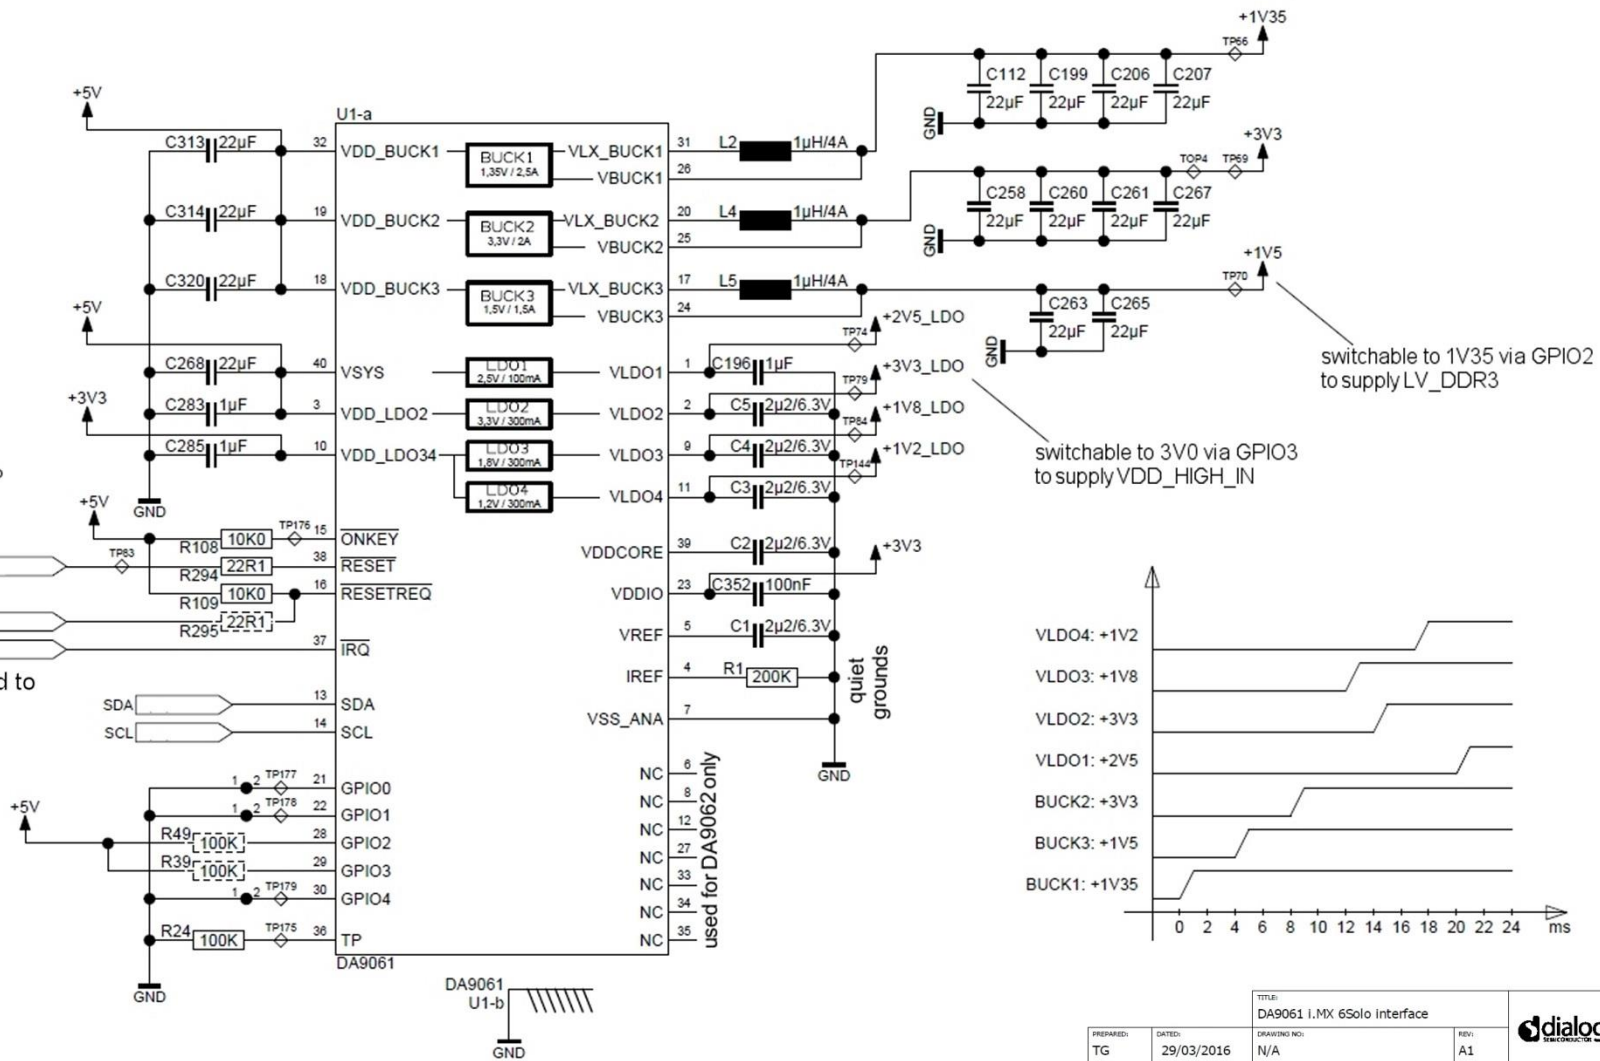 +1V35
TP66
C112 C199 C206 C207
22µF 22µF 22µF 22µF
GND
+5V
U1-a
C313 22µF
32 VDD_BUCK1
BUCK1
1,35V / 2,5A
VLX_BUCK1 31
L2 1µH/4A
VBUCK1 26
+3V3
TOP4 TP69
C258 C260 C261 C267
22µF 22µF 22µF 22µF
GND
C314 22µF
19 VDD_BUCK2
BUCK2
3,3V / 2A
VLX_BUCK2 20
L4 1µH/4A
VBUCK2 25
+1V5
TP70
C320 22µF
18 VDD_BUCK3
BUCK3
1,5V / 1,5A
VLX_BUCK3 17
L5 1µH/4A
VBUCK3 24
C263 C265
22µF 22µF
GND
switchable to 1V35 via GPIO2
to supply LV_DDR3
+5V
+2V5_LDO
TP74
C268 22µF
40 VSYS
LDO1
2,5V / 100mA
VLDO1 1
C196 1µF
+3V3
+3V3_LDO
TP79
C283 1µF
3 VDD_LDO2
LDO2
3,3V / 300mA
VLDO2 2
C5 2µ2/6.3V
+1V8_LDO
TP84
C285 1µF
10 VDD_LDO34
LDO3
1,8V / 300mA
VLDO3 9
C4 2µ2/6.3V
+1V2_LDO
TP144
LDO4
1,2V / 300mA
VLDO4 11
C3 2µ2/6.3V
switchable to 3V0 via GPIO3
to supply VDD_HIGH_IN
GND
+5V
R108 10K0 TP176 15 ONKEY
TP83
R294 22R1 38 RESET
R109 10K0 16 RESETREQ
R295 22R1
37 IRQ
d to
VDDCORE 39 C2 2µ2/6.3V
+3V3
VDDIO 23 C352 100nF
VREF 5 C1 2µ2/6.3V
IREF 4 R1 200K
VSS_ANA 7
quiet
grounds
GND
SDA 13 SDA
SCL 14 SCL
1 2 TP177 21 GPIO0
+5V
1 2 TP178 22 GPIO1
R49 100K 28 GPIO2
R39 100K 29 GPIO3
1 2 TP179 30 GPIO4
R24 100K TP175 36 TP
GND
NC 6
NC 8
NC 12
NC 27
NC 33
NC 34
NC 35
used for DA9062 only
DA9061
DA9061
U1-b
GND
VLDO4: +1V2
VLDO3: +1V8
VLDO2: +3V3
VLDO1: +2V5
BUCK2: +3V3
BUCK3: +1V5
BUCK1: +1V35
0 2 4 6 8 10 12 14 16 18 20 22 24 ms
TITLE:
DA9061 i.MX 6Solo interface
PREPARED: DATED: DRAWING NO: REV:
TG 29/03/2016 N/A A1
dialog
SEMICONDUCTOR